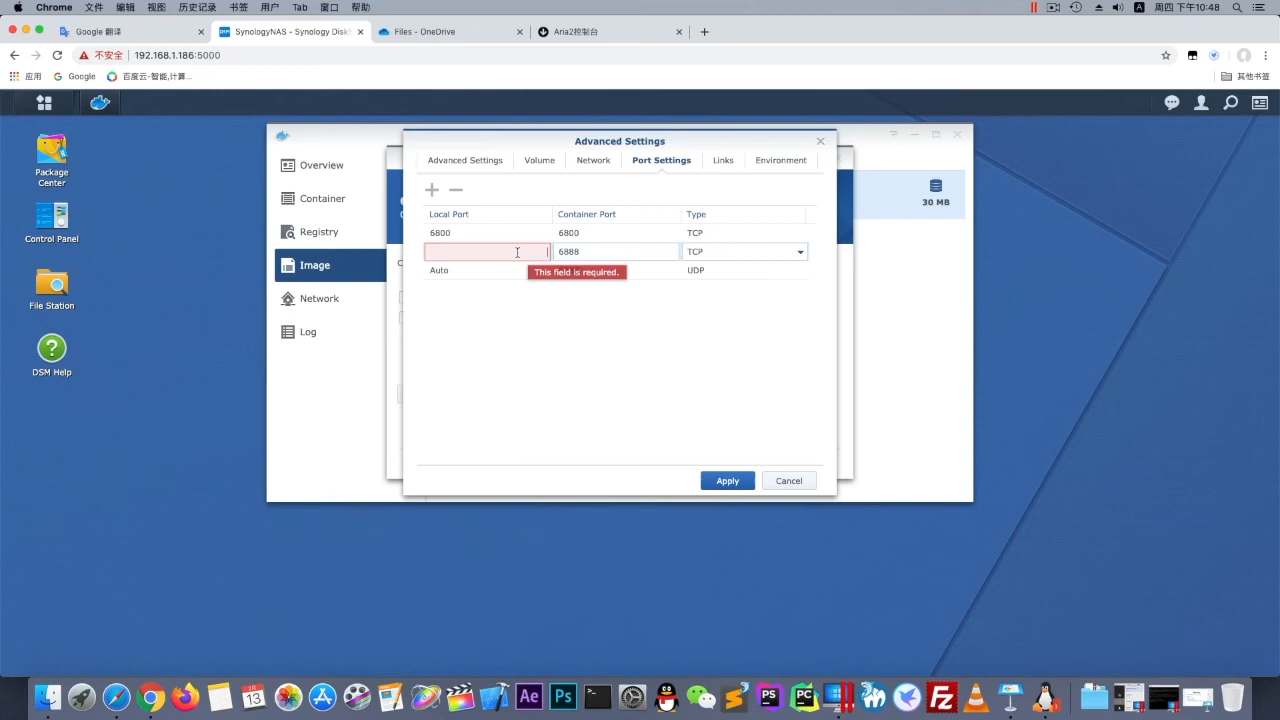 Chrome 文件 编辑 视图 历史记录 书签 用户 Tab 窗口 帮助 周四 下午10:48
Google 翻译 SynologyNAS - Synology Disk Files - OneDrive Aria2控制台
不安全 192.168.1.186:5000
应用 Google 百度云-智能,计算... 其他书签
Package Center
Control Panel
File Station
DSM Help
Overview
Container
Registry
Image
Network
Log
30 MB
Advanced Settings
Advanced Settings Volume Network Port Settings Links Environment
Local Port Container Port Type
6800 6800 TCP
6888 TCP
Auto UDP
This field is required.
Apply Cancel